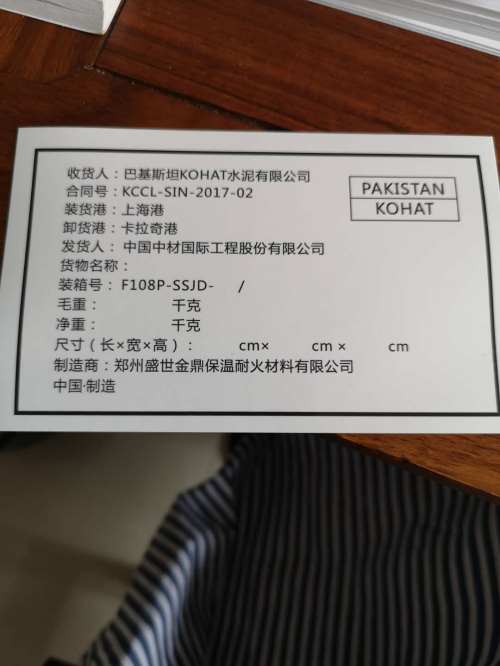 收货人：巴基斯坦KOHAT水泥有限公司
合同号：KCCL-SIN-2017-02
PAKISTAN
KOHAT
装货港：上海港
卸货港：卡拉奇港
发货人： 中国中材国际工程股份有限公司
货物名称：
装箱号： F108P-SSJD- /
毛重： 千克
净重： 千克
尺寸（长×宽×高）： cm× cm × cm
制造商：郑州盛世金鼎保温耐火材料有限公司
中国·制造